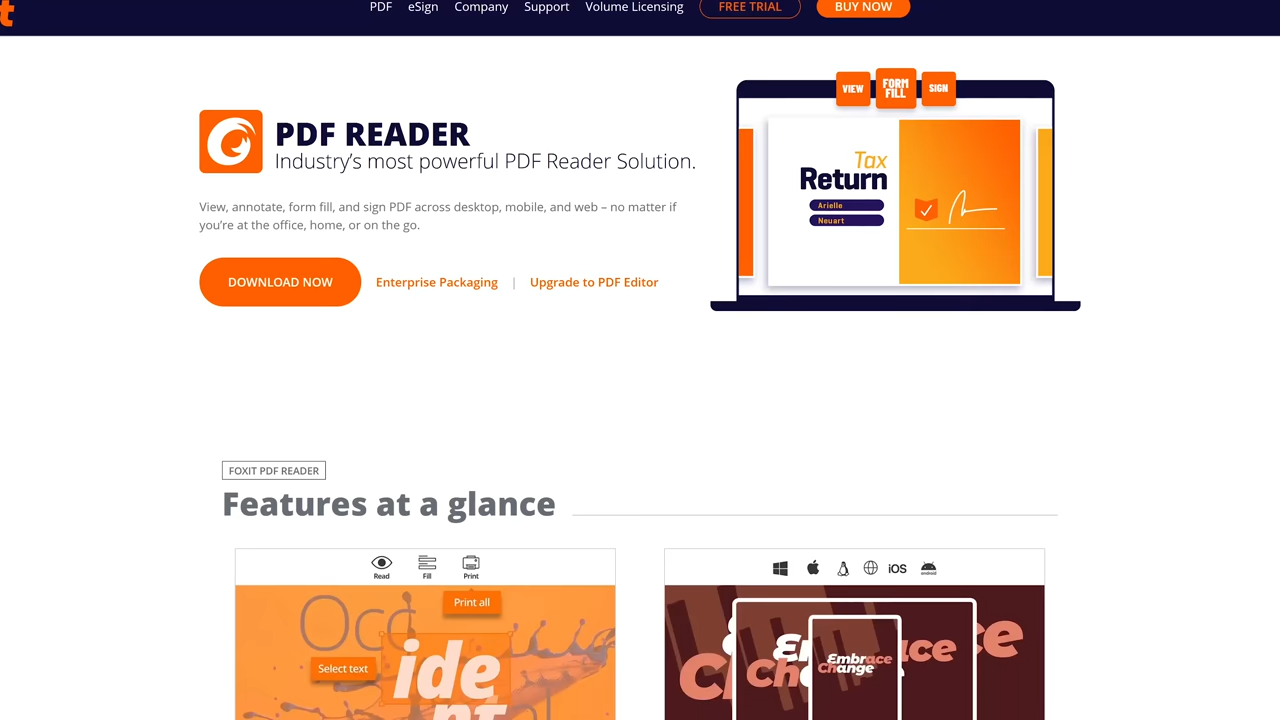 t
PDF eSign Company Support Volume Licensing FREE TRIAL BUY NOW
VIEW
FORM FILL
SIGN
PDF READER
Industry's most powerful PDF Reader Solution.
Tax
Return
Arielle
Neuart
View, annotate, form fill, and sign PDF across desktop, mobile, and web – no matter if
you're at the office, home, or on the go.
DOWNLOAD NOW
Enterprise Packaging | Upgrade to PDF Editor
FOXIT PDF READER
Features at a glance
Read Fill Print
Print all
Select text
ide
iOS
android
Embrace
Change